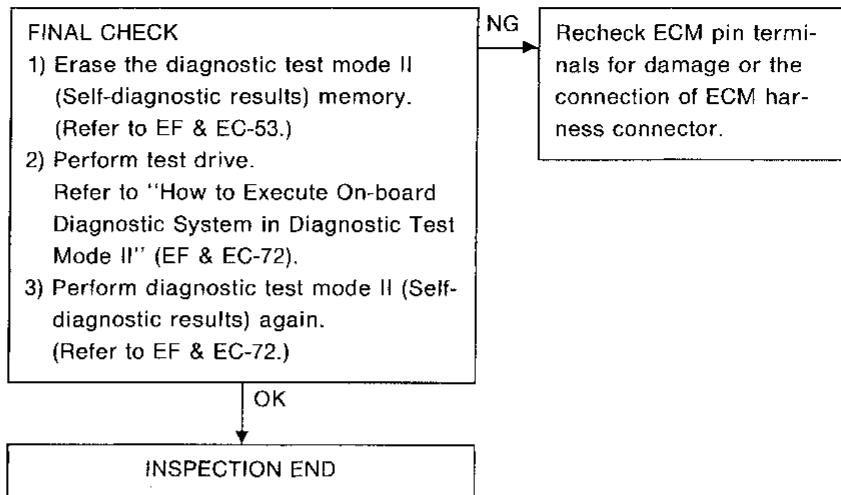 FINAL CHECK
1) Erase the diagnostic test mode II
(Self-diagnostic results) memory.
(Refer to EF & EC-53.)
2) Perform test drive.
Refer to "How to Execute On-board
Diagnostic System in Diagnostic Test
Mode II" (EF & EC-72).
3) Perform diagnostic test mode II (Self-
diagnostic results) again.
(Refer to EF & EC-72.)
NG
Recheck ECM pin termi-
nals for damage or the
connection of ECM har-
ness connector.
OK
INSPECTION END